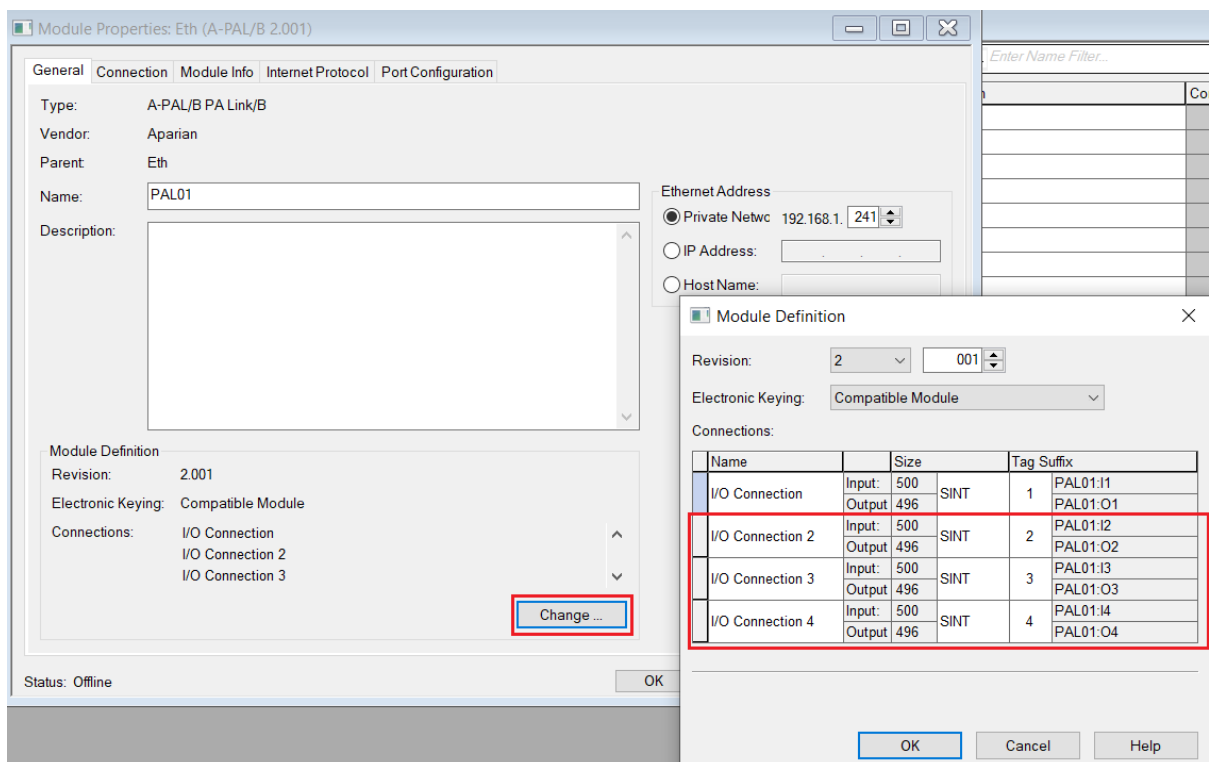 Module Properties: Eth (A-PAL/B 2.001)
General Connection Module Info Internet Protocol Port Configuration
Type: A-PAL/B PA Link/B
Vendor: Aparian
Parent: Eth
Name: PAL01
Description:
Ethernet Address
Private Netwc 192.168.1. 241
IP Address: . . .
Host Name:
Module Definition
Revision: 2.001
Electronic Keying: Compatible Module
Connections: I/O Connection
I/O Connection 2
I/O Connection 3
Change ...
Status: Offline
OK
Enter Name Filter...
Co
Module Definition
Revision: 2 001
Electronic Keying: Compatible Module
Connections:
Name Size Tag Suffix
I/O Connection Input: 500 SINT 1 PAL01:I1
Output 496 PAL01:O1
I/O Connection 2 Input: 500 SINT 2 PAL01:I2
Output 496 PAL01:O2
I/O Connection 3 Input: 500 SINT 3 PAL01:I3
Output 496 PAL01:O3
I/O Connection 4 Input: 500 SINT 4 PAL01:I4
Output 496 PAL01:O4
OK Cancel Help